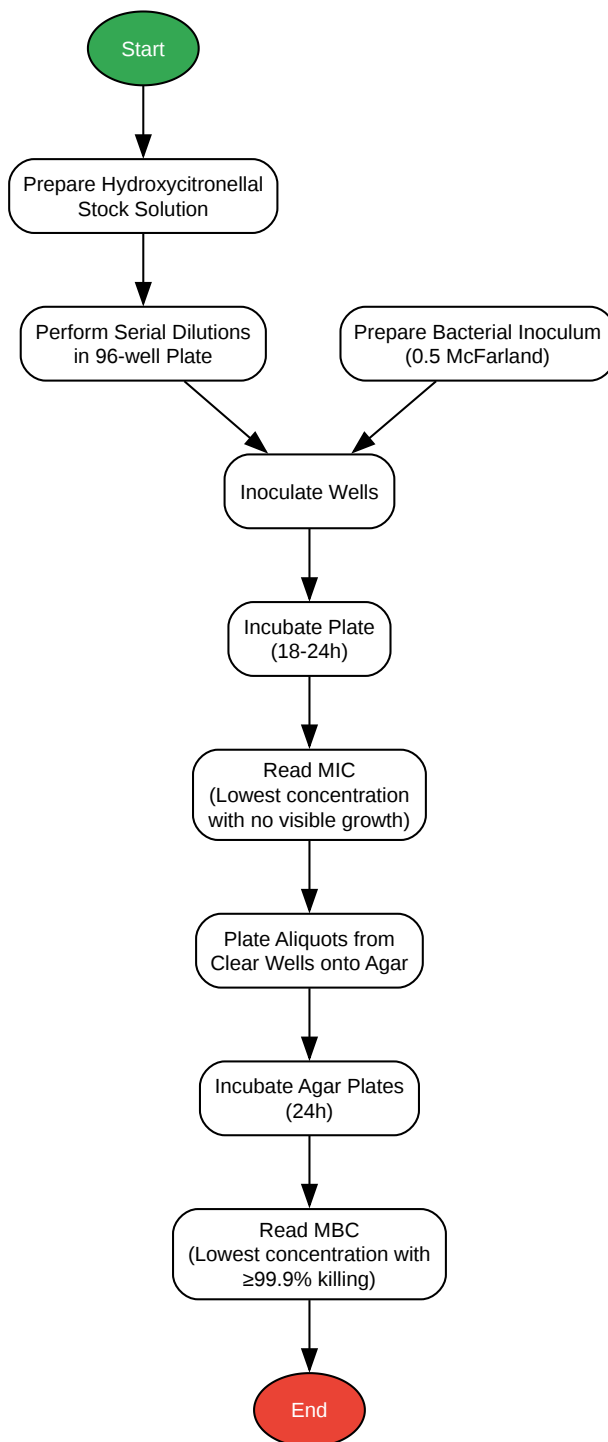 Start
Prepare Hydroxycitronellal
Stock Solution
Perform Serial Dilutions
in 96-well Plate
Prepare Bacterial Inoculum
(0.5 McFarland)
Inoculate Wells
Incubate Plate
(18-24h)
Read MIC
(Lowest concentration
with no visible growth)
Plate Aliquots from
Clear Wells onto Agar
Incubate Agar Plates
(24h)
Read MBC
(Lowest concentration with
≥99.9% killing)
End